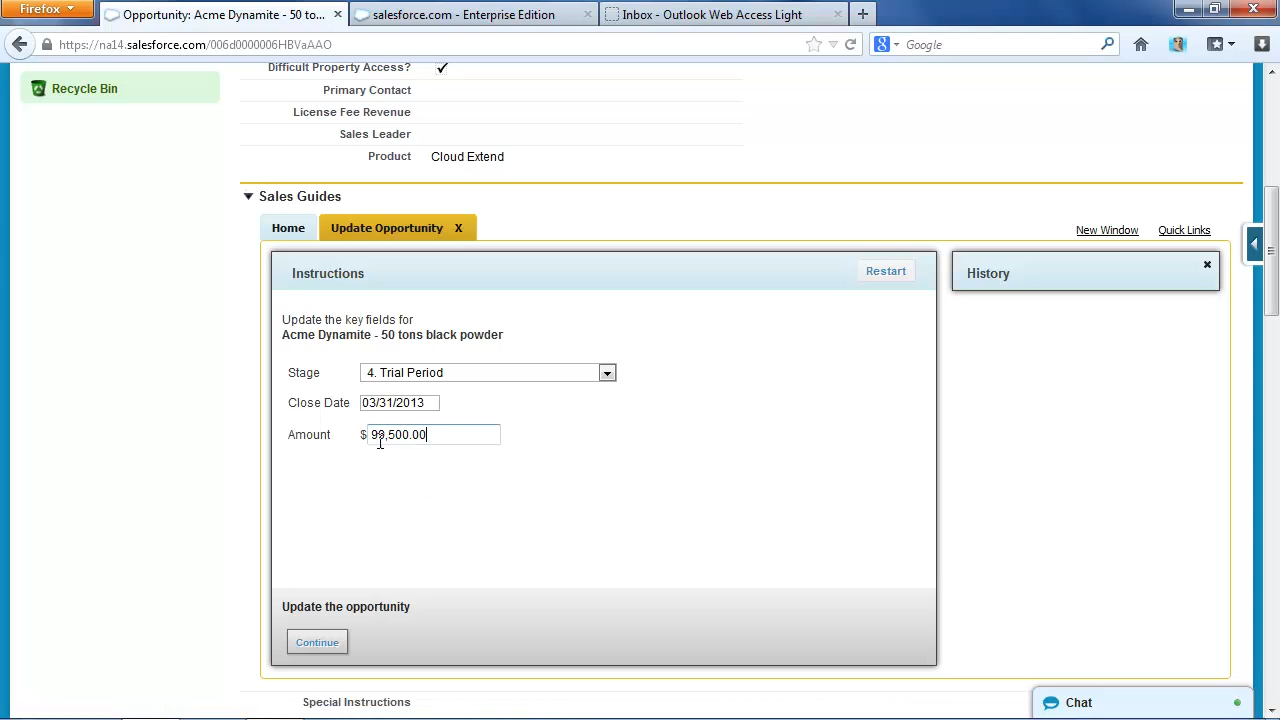 Firefox
Opportunity: Acme Dynamite - 50 to...
salesforce.com - Enterprise Edition
Inbox - Outlook Web Access Light
https://na14.salesforce.com/006d0000006HBVaAAO
Google
Recycle Bin
Difficult Property Access?
Primary Contact
License Fee Revenue
Sales Leader
Product Cloud Extend
Sales Guides
Home
Update Opportunity X
New Window
Quick Links
Instructions
Restart
History
Update the key fields for
Acme Dynamite - 50 tons black powder
Stage 4. Trial Period
Close Date 03/31/2013
Amount $ 99,500.00
Update the opportunity
Continue
Special Instructions
Chat